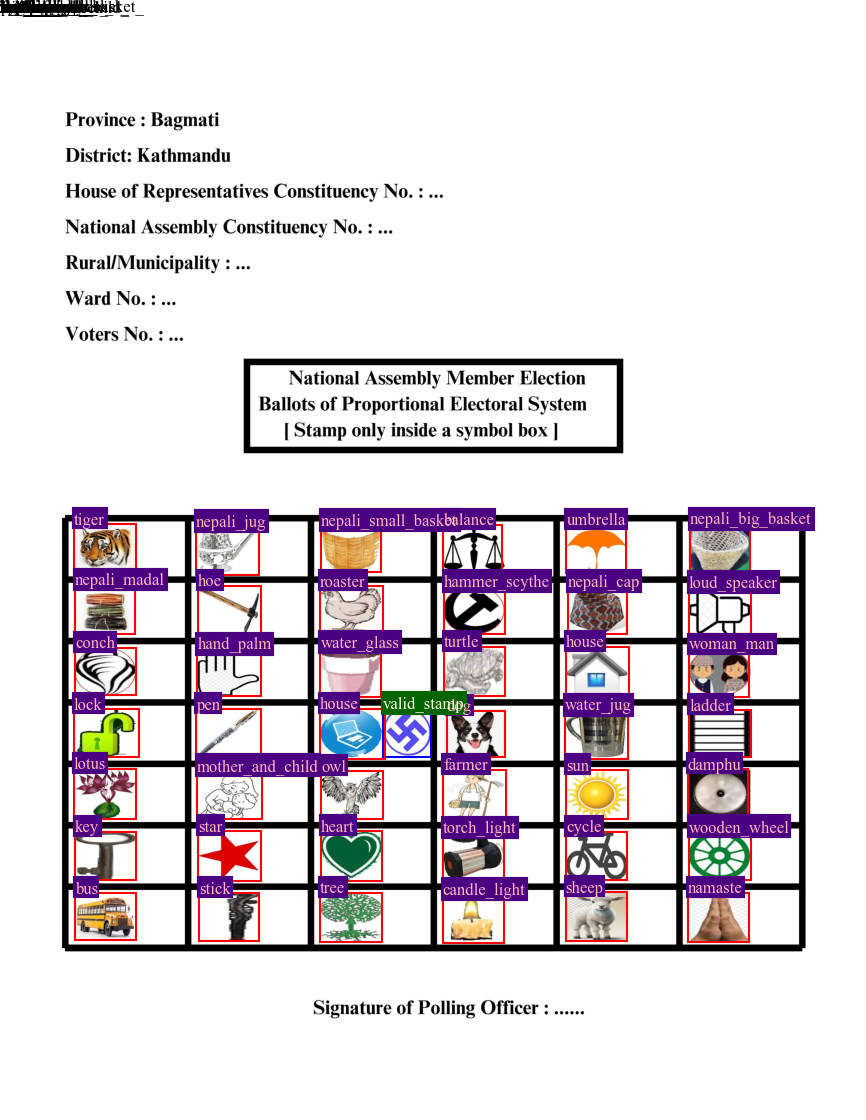 Province : Bagmati
District: Kathmandu
House of Representatives Constituency No. : ...
National Assembly Constituency No. : ...
Rural/Municipality : ...
Ward No. : ...
Voters No. : ...
National Assembly Member Election
Ballots of Proportional Electoral System
[ Stamp only inside a symbol box ]
tiger nepali_jug nepali_small_basket balance umbrella nepali_big_basket
nepali_madal hoe roaster hammer_scythe nepali_cap loud_speaker
conch hand_palm water_glass turtle house woman_man
lock pen house valid_stamp dog water_jug ladder
lotus mother_and_child owl farmer sun damphu
key star heart torch_light cycle wooden_wheel
bus stick tree candle_light sheep namaste
Signature of Polling Officer : ......